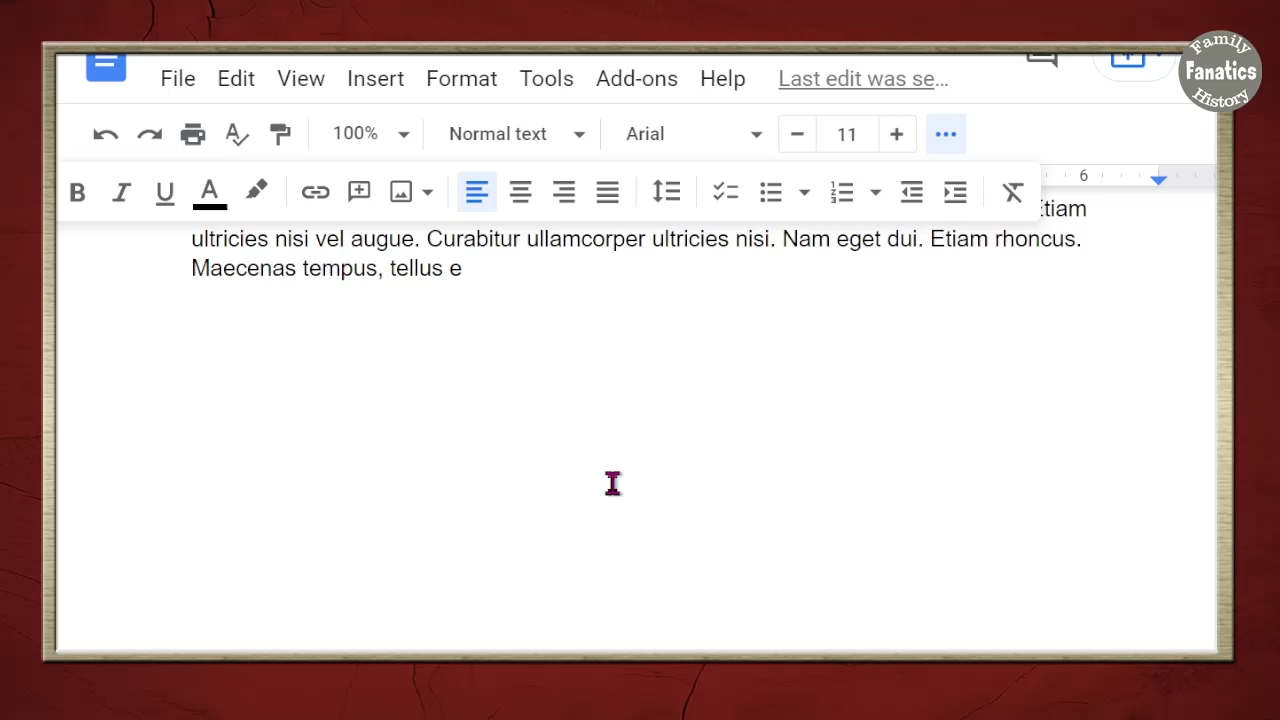 Family
Fanatics
History
File Edit View Insert Format Tools Add-ons Help Last edit was se...
100% Normal text Arial 11
B I U A
6
Etiam
ultricies nisi vel augue. Curabitur ullamcorper ultricies nisi. Nam eget dui. Etiam rhoncus.
Maecenas tempus, tellus e